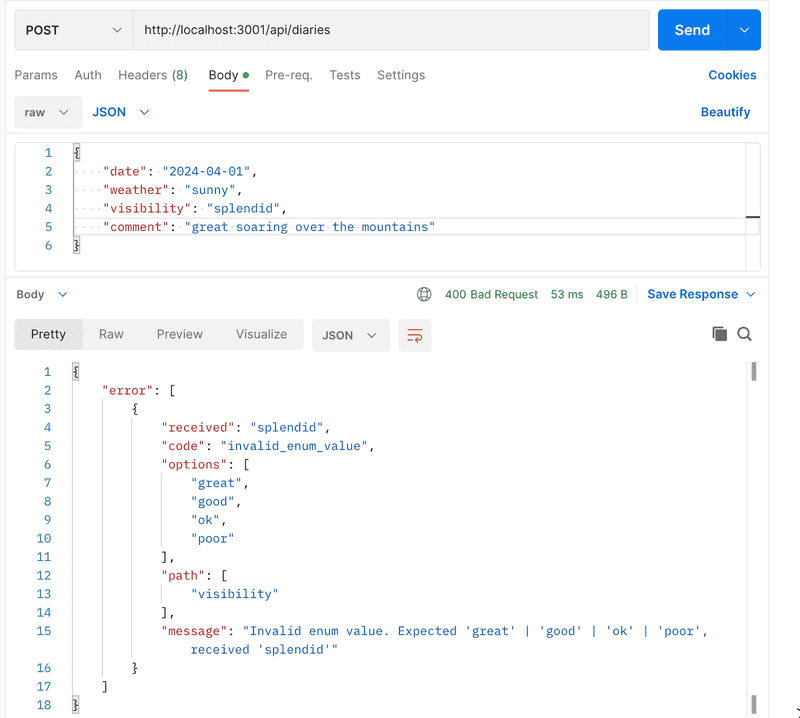 POST http://localhost:3001/api/diaries Send
Params Auth Headers (8) Body Pre-req. Tests Settings Cookies
raw JSON Beautify
1 {
2 "date": "2024-04-01",
3 "weather": "sunny",
4 "visibility": "splendid",
5 "comment": "great soaring over the mountains"
6 }
Body 400 Bad Request 53 ms 496 B Save Response
Pretty Raw Preview Visualize JSON
1 {
2 "error": [
3 {
4 "received": "splendid",
5 "code": "invalid_enum_value",
6 "options": [
7 "great",
8 "good",
9 "ok",
10 "poor"
11 ],
12 "path": [
13 "visibility"
14 ],
15 "message": "Invalid enum value. Expected 'great' | 'good' | 'ok' | 'poor',
received 'splendid'"
16 }
17 ]
18 }